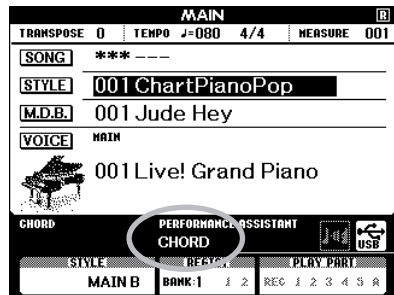 MAIN R
TRANSPOSE 0 TEMPO ♩=080 4/4 MEASURE 001
SONG *** ---
STYLE 001 ChartPianoPop
M.D.B. 001 Jude Hey
VOICE MAIN
001 Live! Grand Piano
CHORD PERFORMANCE ASSISTANT
CHORD
USB
STYLE REGIST PLAY PART
MAIN B BANK:1 1 2 REC 1 2 3 4 5 A